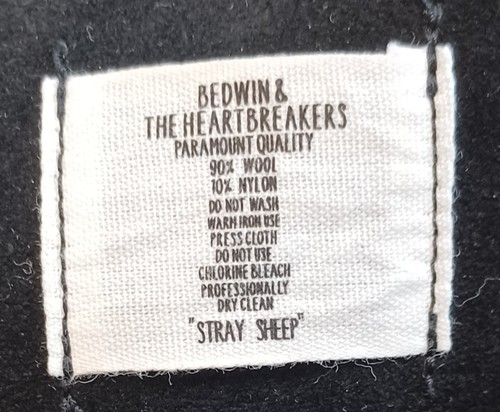 BEDWIN &
THE HEARTBREAKERS
PARAMOUNT QUALITY
90% WOOL
10% NYLON
DO NOT WASH
WARM IRON USE
PRESS CLOTH
DO NOT USE
CHLORINE BLEACH
PROFESSIONALLY
DRY CLEAN
"STRAY SHEEP"